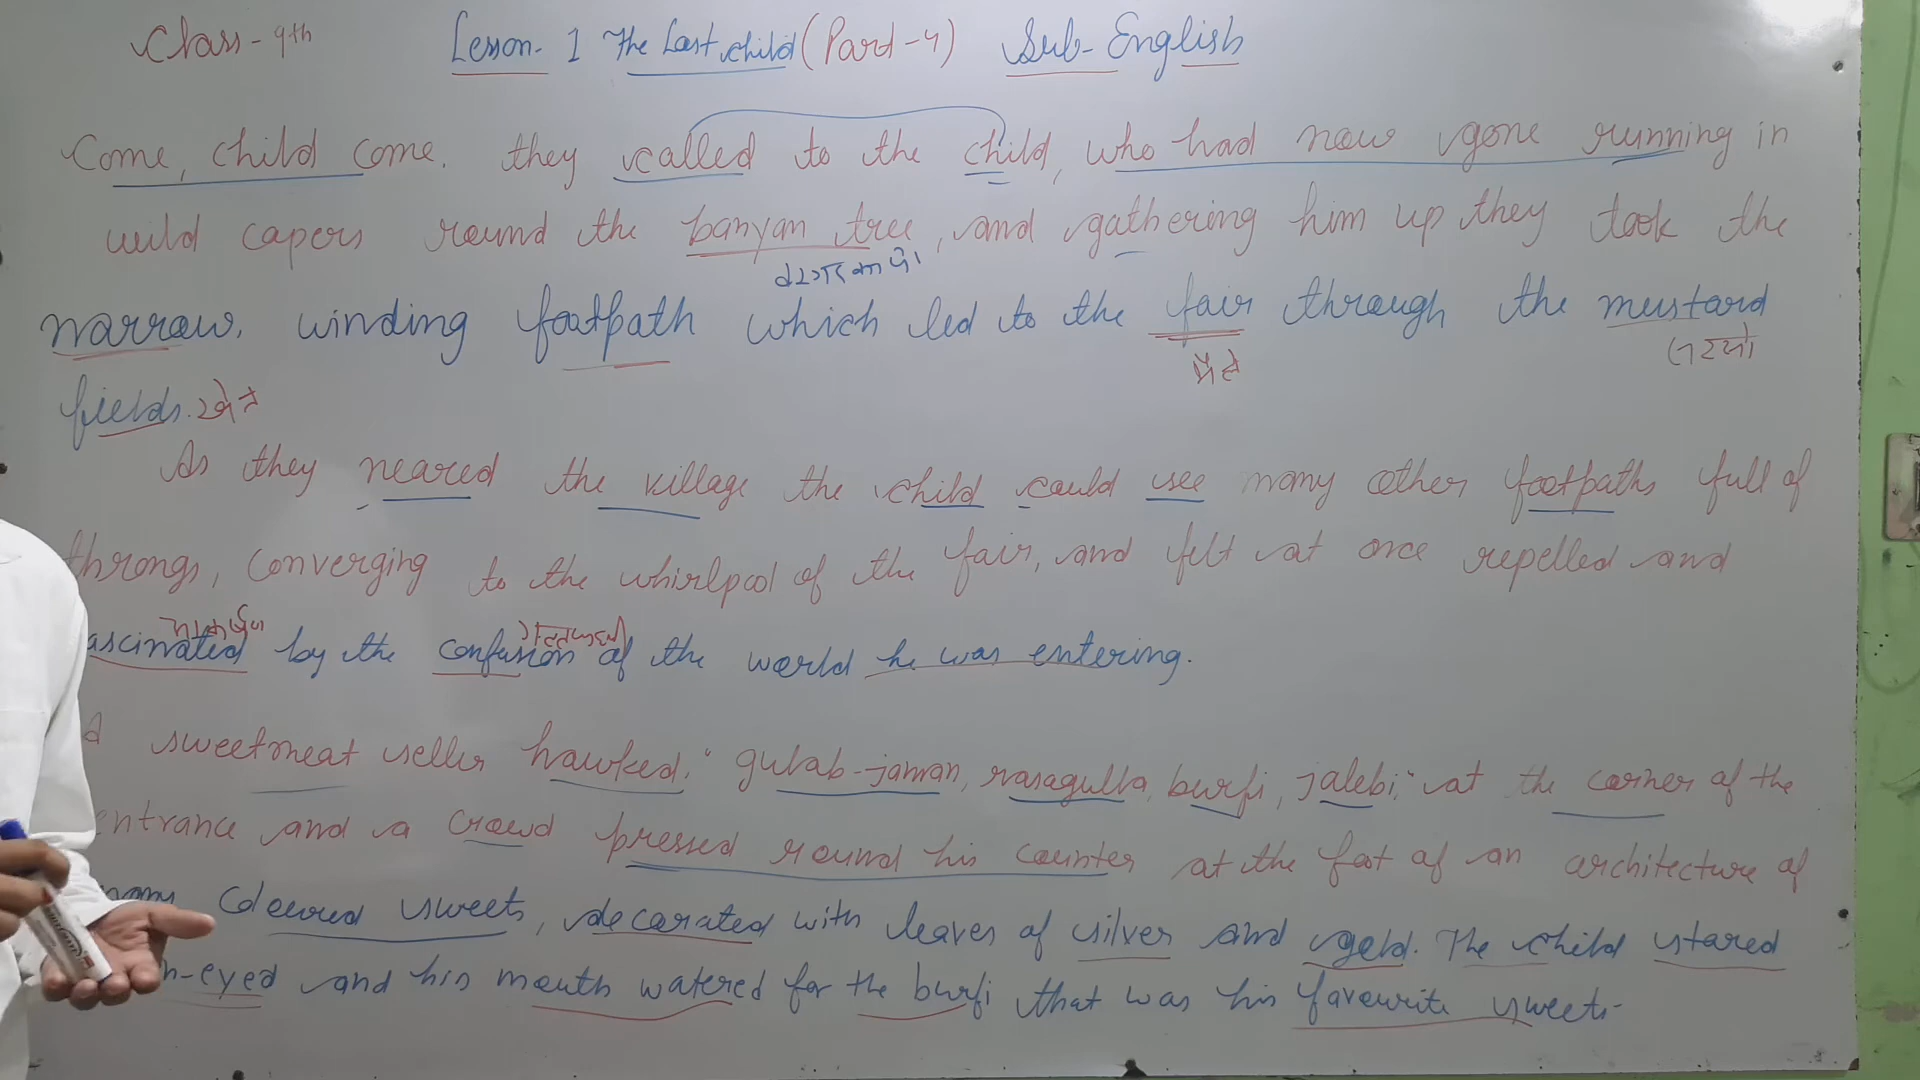 Class-9th Lesson-1 The Last child (Part-4) Sub-English
Come, child come. they called to the child, who had now gone running in
wild capers round the banyan tree, and gathering him up they took the
narrow, winding footpath which led to the fair through the mustard
fields.
As they neared the village the child could see many other footpaths full of
throngs, converging to the whirlpool of the fair, and felt at once repelled and
ascinated by the confusion of the world he was entering.
sweetmeat seller hawked, "gulab-jaman, rasagulla, burfi, jalebi," at the corner of the
entrance and a crowd pressed round his counter at the foot of an architecture of
many coloured sweets, decorated with leaves of silver and gold. The child stared
n-eyed and his mouth watered for the burfi that was his favourite sweets.